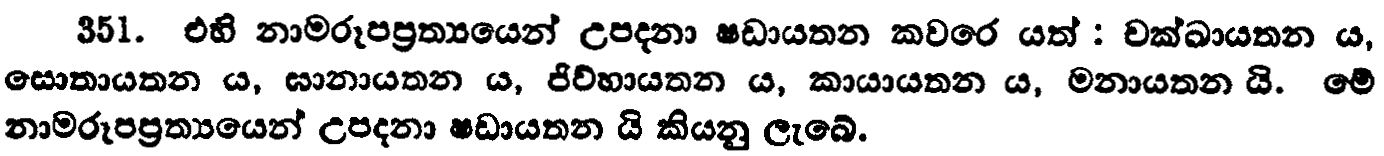 351. එහි නාමරූපප්‍රත්‍යයෙන් උපදනා ෂඩායතන කවරෙ යත් : චක්ඛායතන ය,
සොතායතන ය, ඝානායතන ය, ජිව්හායතන ය, කායායතන ය, මනායතන යි. මේ
නාමරූපප්‍රත්‍යයෙන් උපදනා ෂඩායතන යි කියනු ලැබේ.